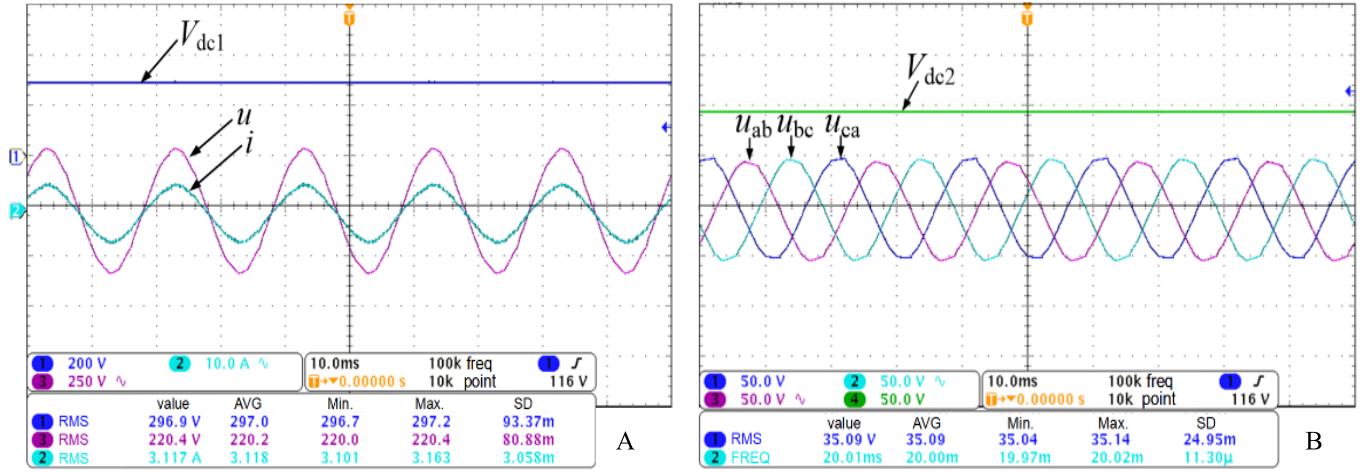 T
V_dc1
u
i
1
2
1 200 V 2 10.0 A ∿
3 250 V ∿
10.0ms 100k freq 1 ʃ
T→▼0.00000 s 10k point 116 V
value AVG Min. Max. SD
1 RMS 296.9 V 297.0 296.7 297.2 93.37m
3 RMS 220.4 V 220.2 220.0 220.4 80.88m
2 RMS 3.117 A 3.118 3.101 3.163 3.058m
A
T
V_dc2
u_ab u_bc u_ca
1 50.0 V 2 50.0 V ∿
3 50.0 V ∿ 4 50.0 V
10.0ms 100k freq 1 ʃ
T→▼0.00000 s 10k point 116 V
value AVG Min. Max. SD
1 RMS 35.09 V 35.09 35.04 35.14 24.95m
2 FREQ 20.01ms 20.00m 19.97m 20.02m 11.30µ
B